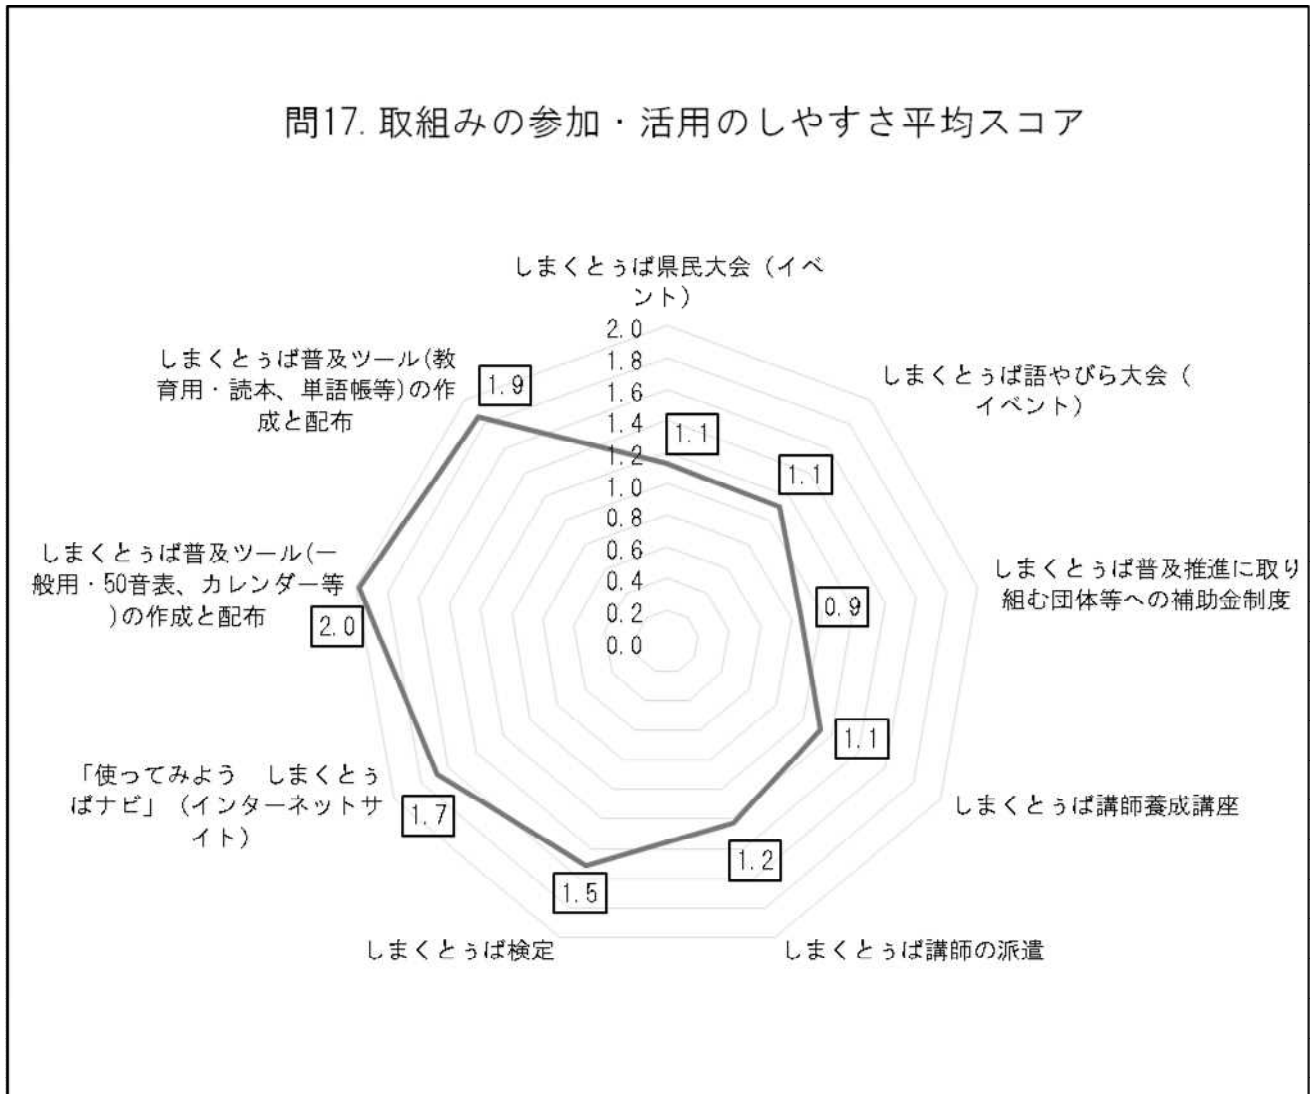 問17. 取組みの参加・活用のしやすさ平均スコア
しまくとぅば県民大会（イベ
ント）
2.0
1.8
1.6
1.4
1.2
1.0
0.8
0.6
0.4
0.2
0.0
しまくとぅば語やびら大会（
イベント）
しまくとぅば普及推進に取り
組む団体等への補助金制度
しまくとぅば講師養成講座
しまくとぅば講師の派遣
しまくとぅば検定
「使ってみよう　しまくとぅ
ばナビ」（インターネットサ
イト）
しまくとぅば普及ツール(一
般用・50音表、カレンダー等
)の作成と配布
しまくとぅば普及ツール(教
育用・読本、単語帳等)の作
成と配布
1.1
1.1
0.9
1.1
1.2
1.5
1.7
2.0
1.9